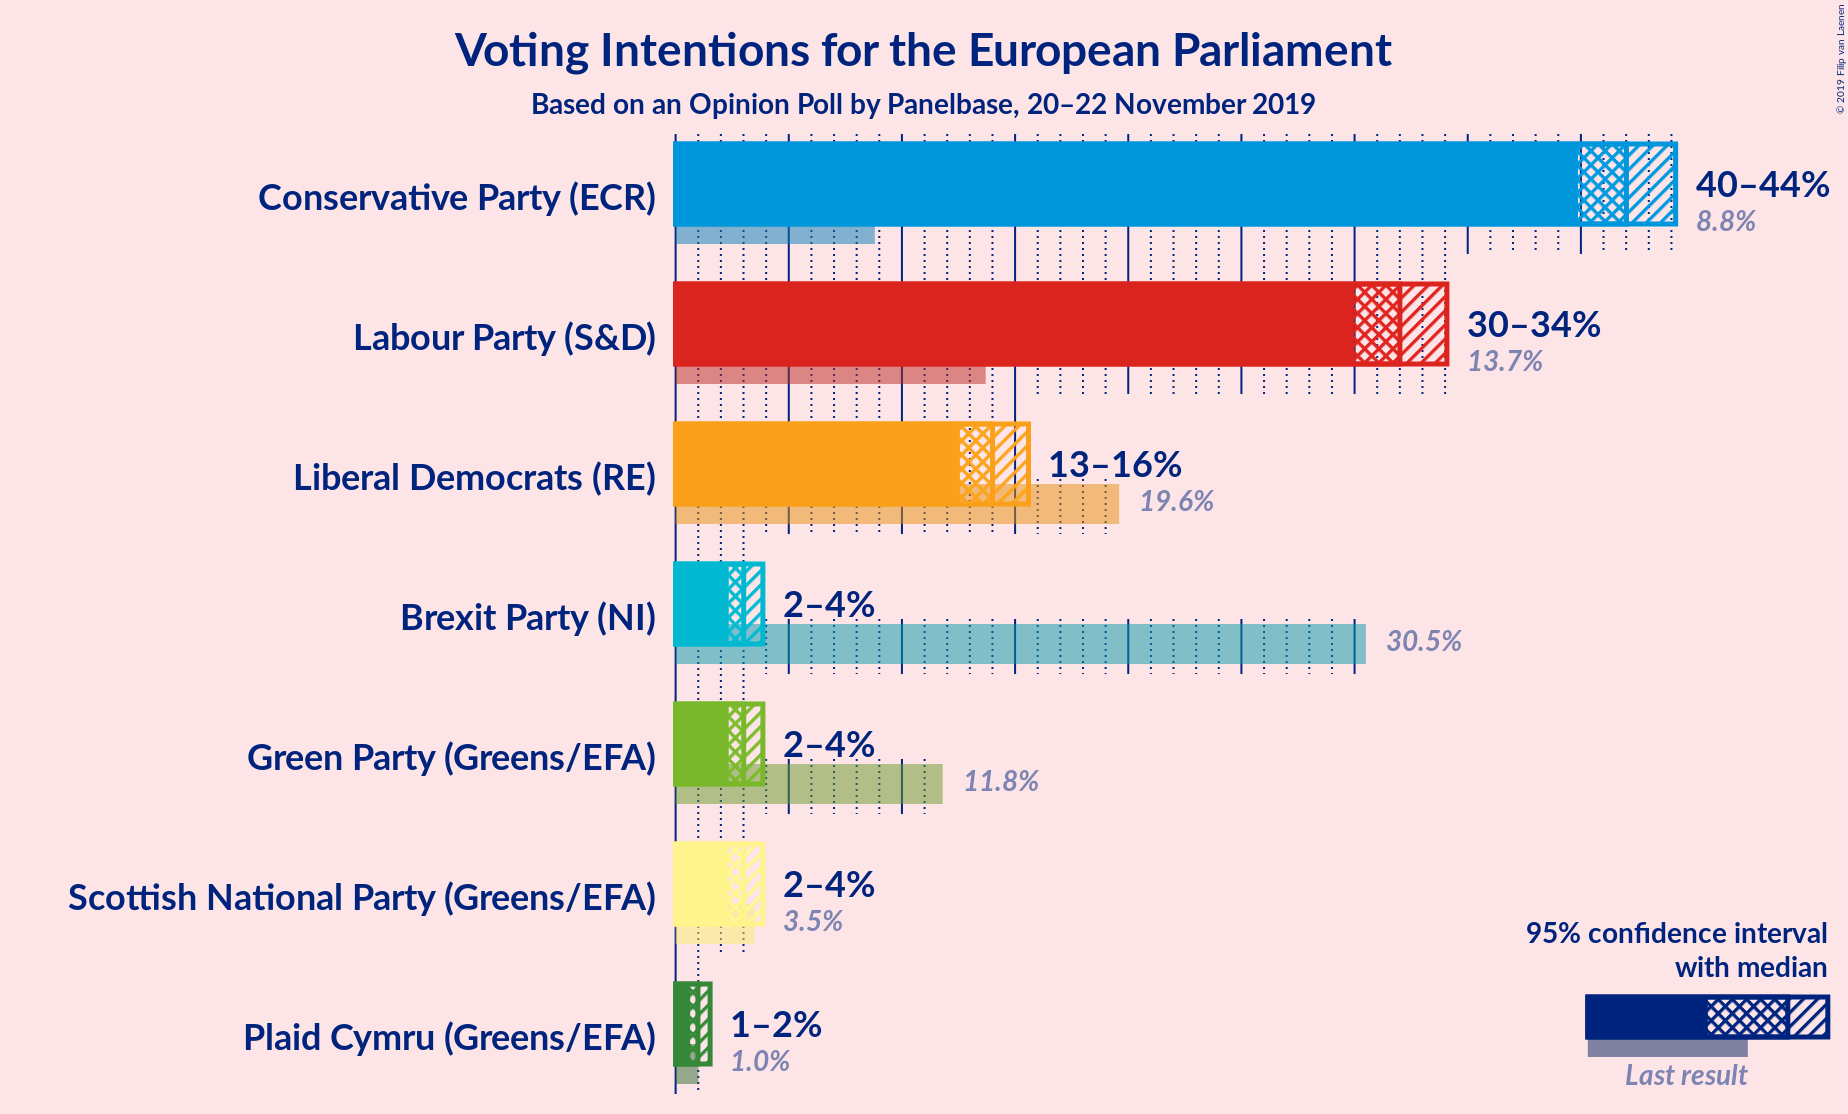 Voting Intentions for the European Parliament
Based on an Opinion Poll by Panelbase, 20–22 November 2019
© 2019 Filip van Laenen
Conservative Party (ECR)
40–44%
8.8%
Labour Party (S&D)
30–34%
13.7%
Liberal Democrats (RE)
13–16%
19.6%
Brexit Party (NI)
2–4%
30.5%
Green Party (Greens/EFA)
2–4%
11.8%
Scottish National Party (Greens/EFA)
2–4%
3.5%
Plaid Cymru (Greens/EFA)
1–2%
1.0%
95% confidence interval
with median
Last result